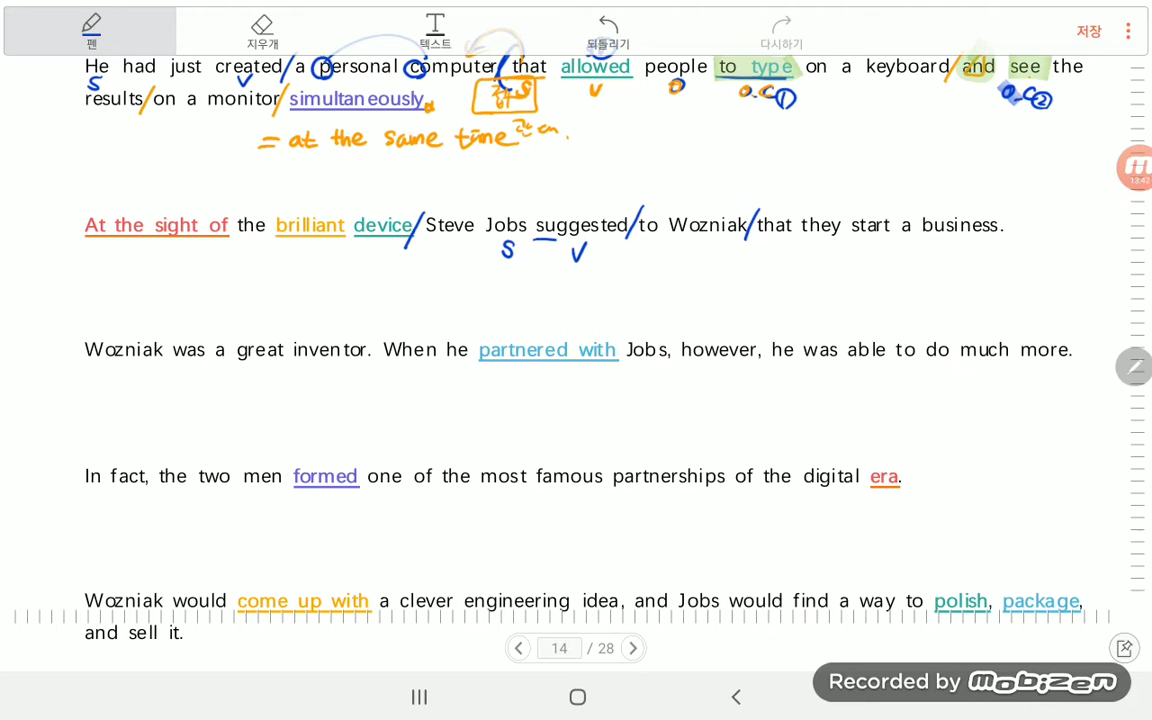 펜 지우개 텍스트 되돌리기 다시하기 저장
He had just created / a personal computer / that allowed people to type on a keyboard / and see the
S V V O O.C ① O.C ②
results / on a monitor / simultaneously.
= at the same time
13:42
At the sight of the brilliant device / Steve Jobs suggested / to Wozniak / that they start a business.
S V
Wozniak was a great inventor. When he partnered with Jobs, however, he was able to do much more.
In fact, the two men formed one of the most famous partnerships of the digital era.
Wozniak would come up with a clever engineering idea, and Jobs would find a way to polish, package,
and sell it.
14 / 28
Recorded by mobizen